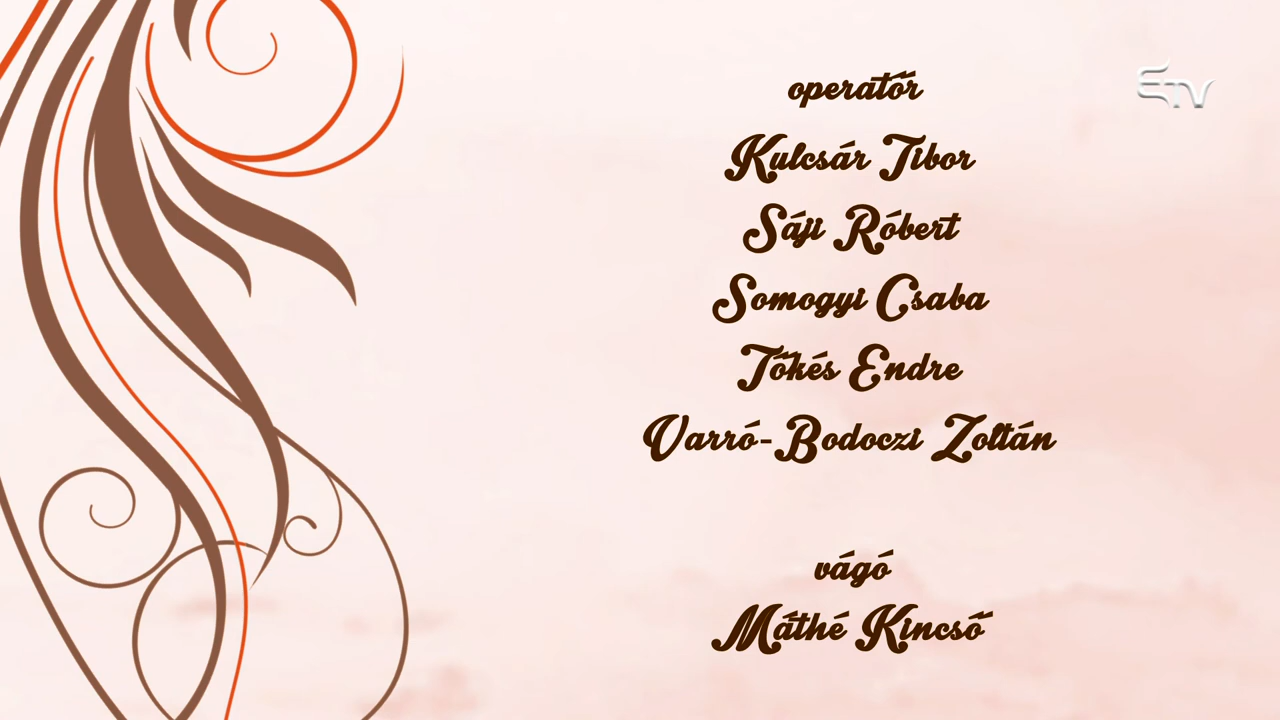 ETV
operatőr
Kulcsár Tibor
Sáji Róbert
Somogyi Csaba
Tőkés Endre
Varró-Bodoczi Zoltán
vágó
Máthé Kincső